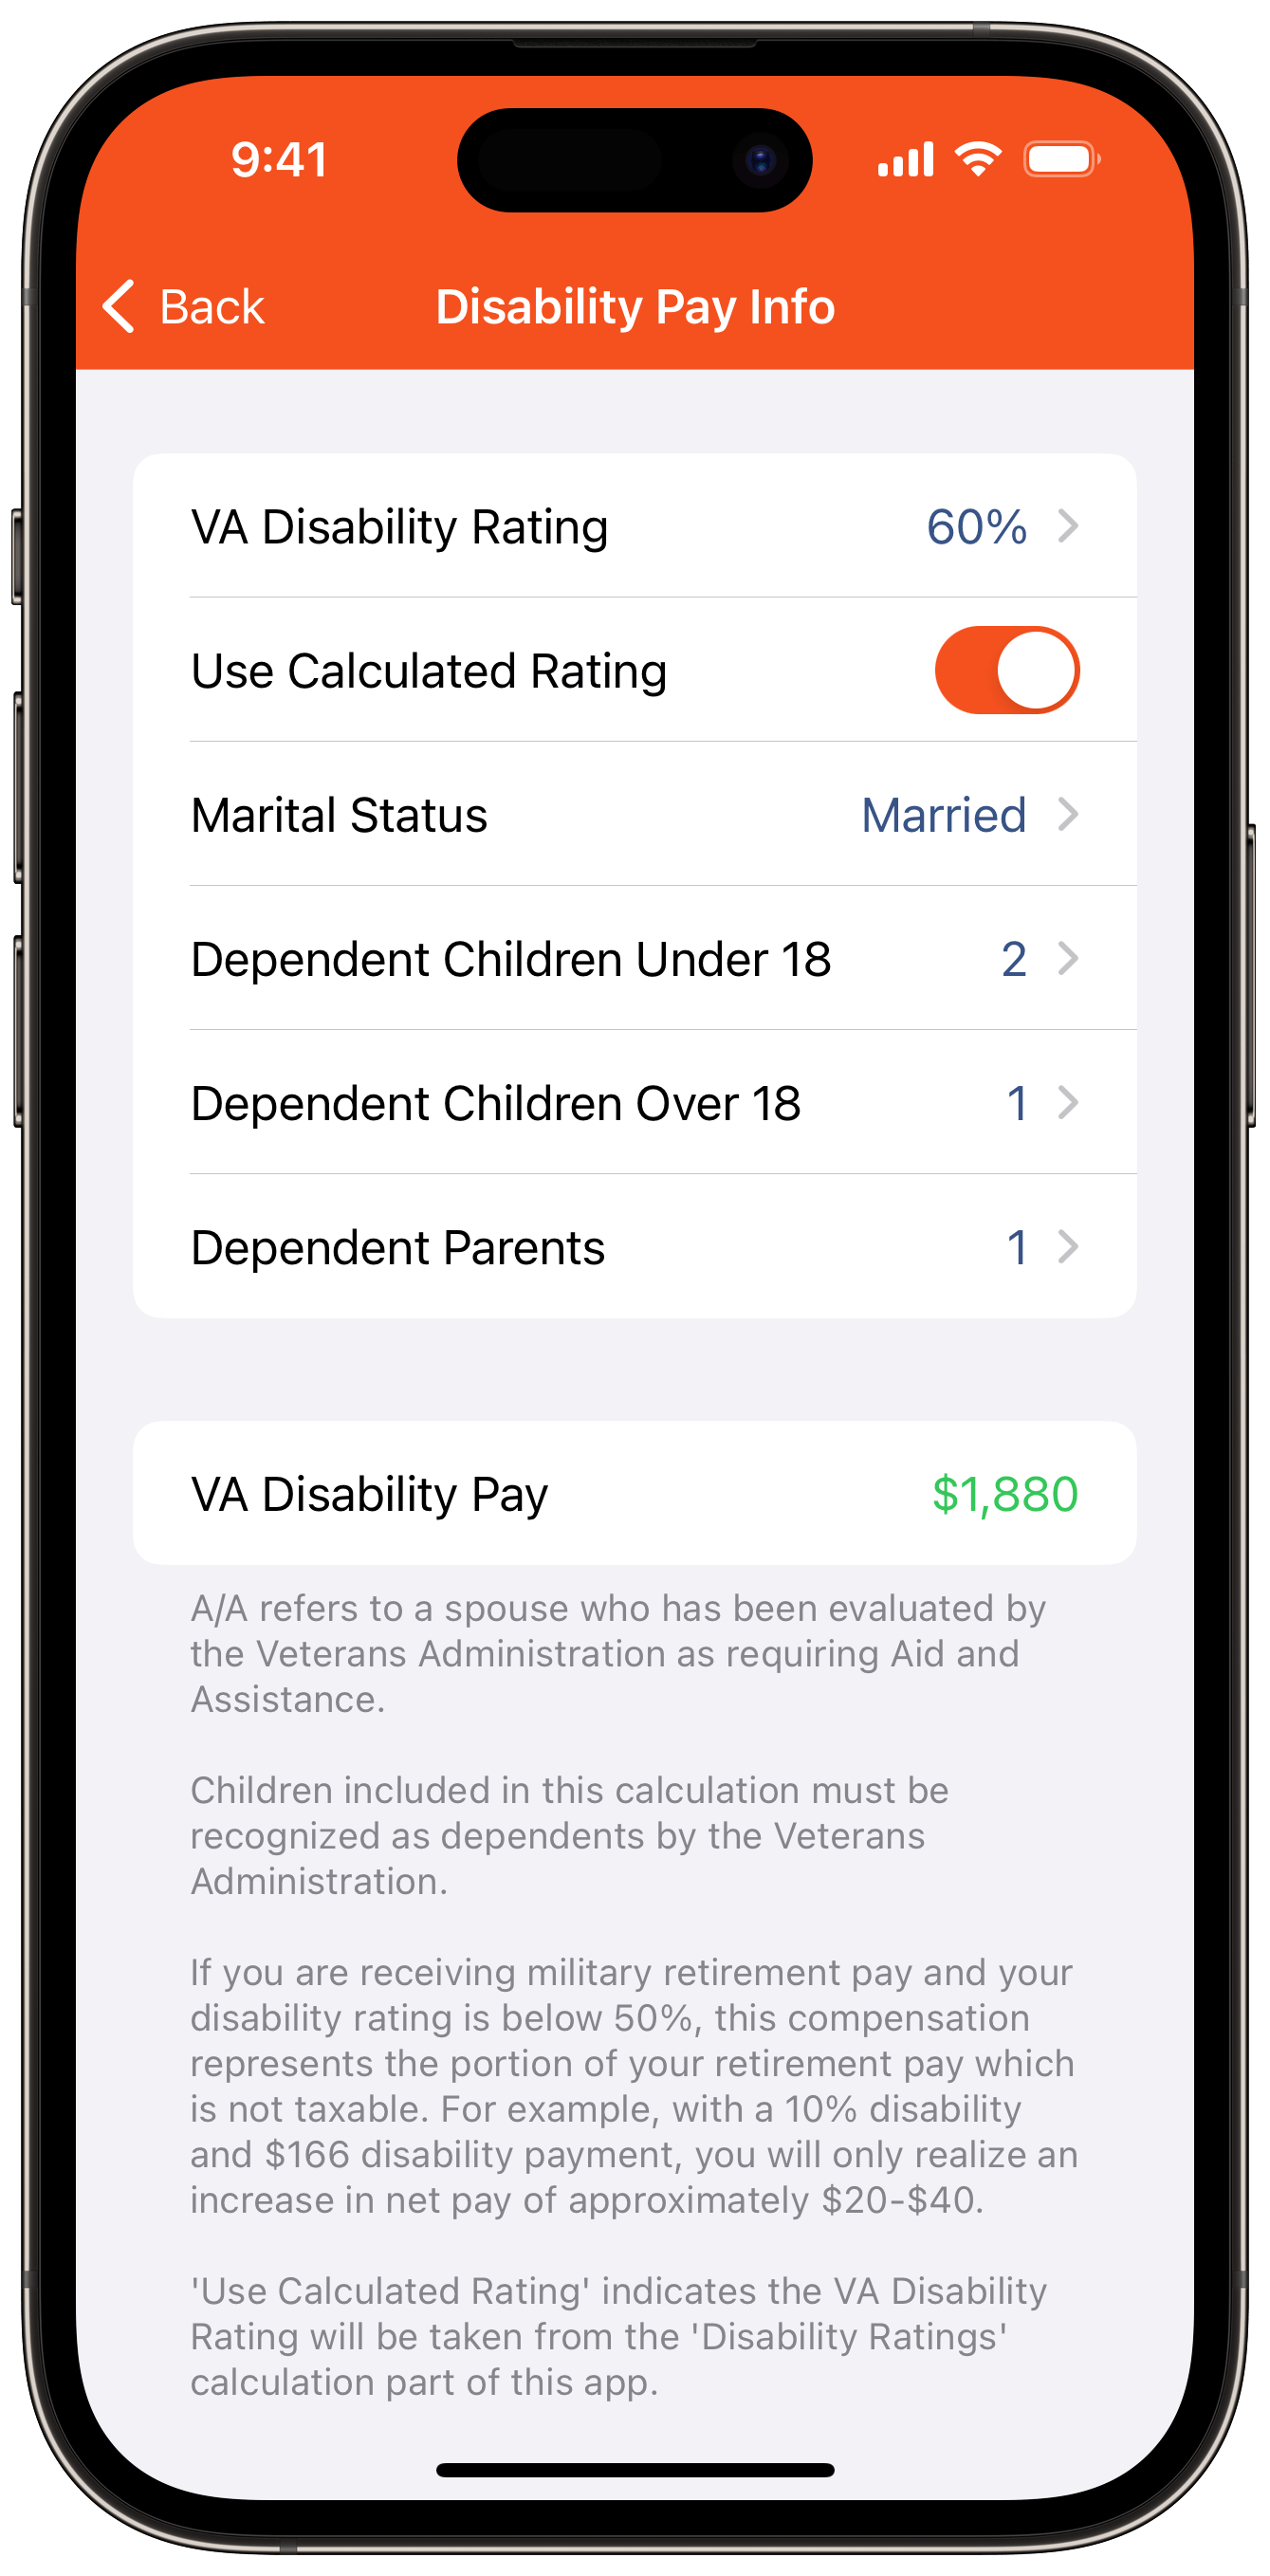 9:41
Back
Disability Pay Info
VA Disability Rating 60%
Use Calculated Rating
Marital Status Married
Dependent Children Under 18 2
Dependent Children Over 18 1
Dependent Parents 1
VA Disability Pay $1,880
A/A refers to a spouse who has been evaluated by
the Veterans Administration as requiring Aid and
Assistance.
Children included in this calculation must be
recognized as dependents by the Veterans
Administration.
If you are receiving military retirement pay and your
disability rating is below 50%, this compensation
represents the portion of your retirement pay which
is not taxable. For example, with a 10% disability
and $166 disability payment, you will only realize an
increase in net pay of approximately $20-$40.
'Use Calculated Rating' indicates the VA Disability
Rating will be taken from the 'Disability Ratings'
calculation part of this app.